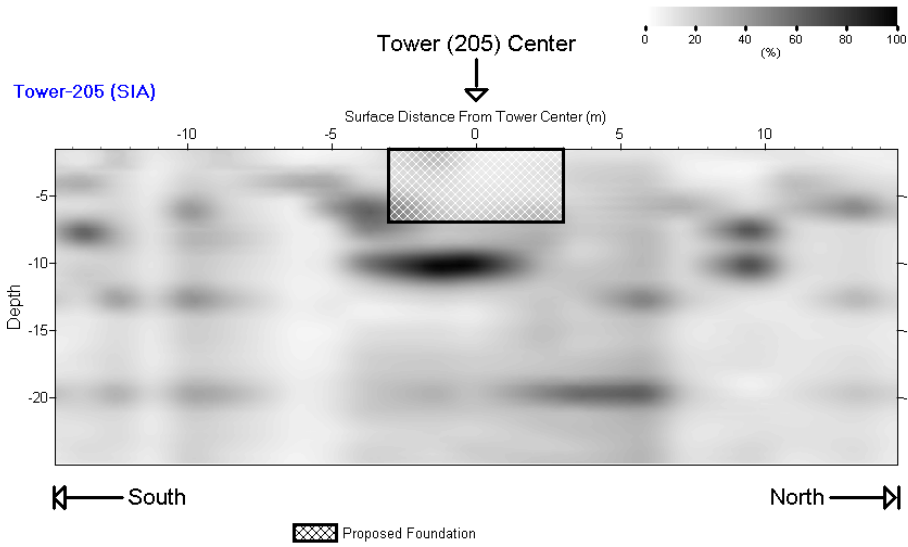 0 20 40 60 80 100
(%)
Tower (205) Center
Tower-205 (SIA)
Surface Distance From Tower Center (m)
-10 -5 0 5 10
Depth
-5
-10
-15
-20
South
North
Proposed Foundation